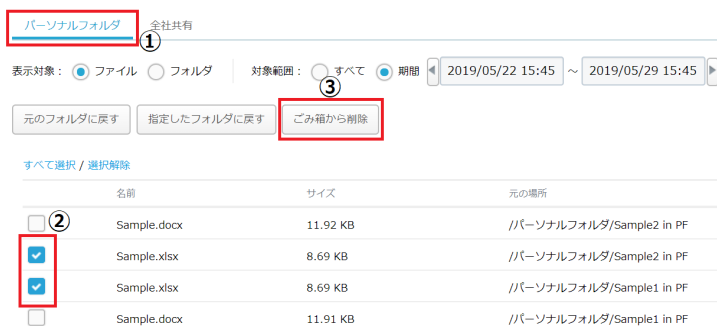 パーソナルフォルダ 全社共有
①
表示対象： ファイル フォルダ 対象範囲： すべて 期間 2019/05/22 15:45 ～ 2019/05/29 15:45
③
元のフォルダに戻す 指定したフォルダに戻す ごみ箱から削除
すべて選択 / 選択解除
名前 サイズ 元の場所
② Sample.docx 11.92 KB /パーソナルフォルダ/Sample2 in PF
Sample.xlsx 8.69 KB /パーソナルフォルダ/Sample2 in PF
Sample.xlsx 8.69 KB /パーソナルフォルダ/Sample1 in PF
Sample.docx 11.91 KB /パーソナルフォルダ/Sample1 in PF